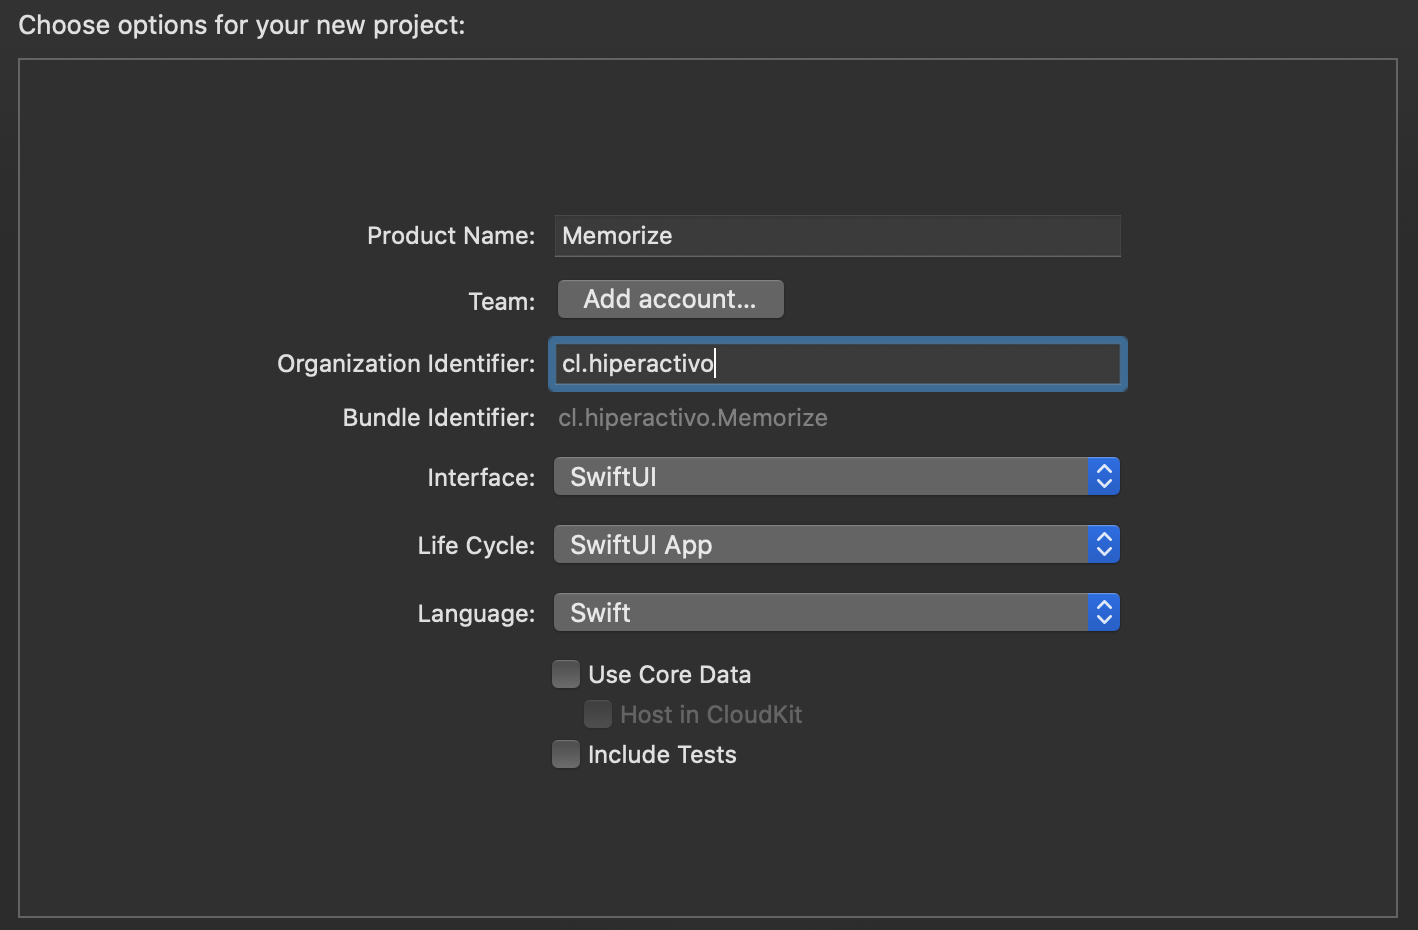 Choose options for your new project:
Product Name: Memorize
Team: Add account...
Organization Identifier: cl.hiperactivo
Bundle Identifier: cl.hiperactivo.Memorize
Interface: SwiftUI
Life Cycle: SwiftUI App
Language: Swift
Use Core Data
Host in CloudKit
Include Tests